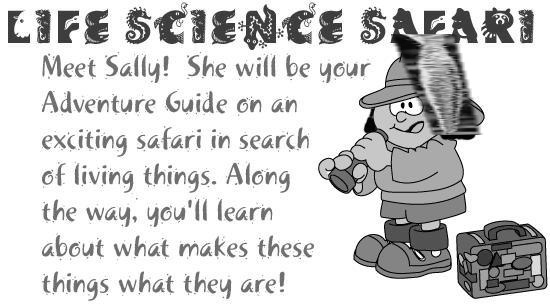 LIFE SCIENCE SAFARI
Meet Sally! She will be your
Adventure Guide on an
exciting safari in search
of living things. Along
the way, you'll learn
about what makes these
things what they are!